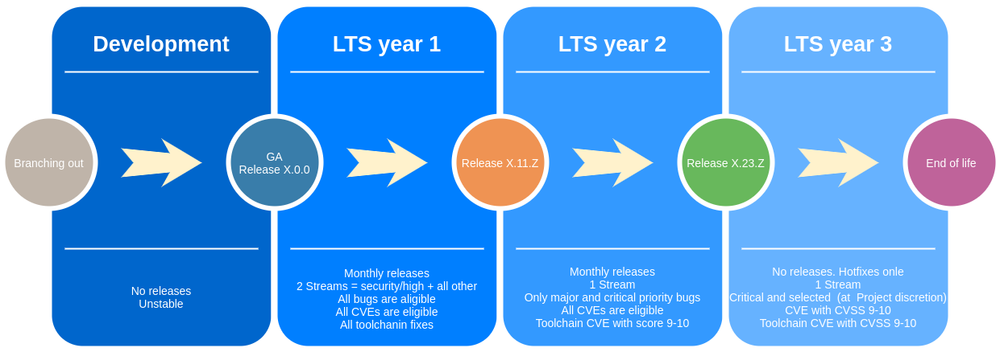 Development
LTS year 1
LTS year 2
LTS year 3
Branching out
GA
Release X.0.0
Release X.11.Z
Release X.23.Z
End of life
No releases
Unstable
Monthly releases
2 Streams = security/high + all other
All bugs are aligible
All CVEs are eligible
All toolchanin fixes
Monthly releases
1 Stream
Only major and critical priority bugs
All CVEs are eligible
Toolchain CVE with score 9-10
No releases. Hotfixes onle
1 Stream
Critical and selected (at Project discretion)
CVE with CVSS 9-10
Toolchain CVE with CVSS 9-10